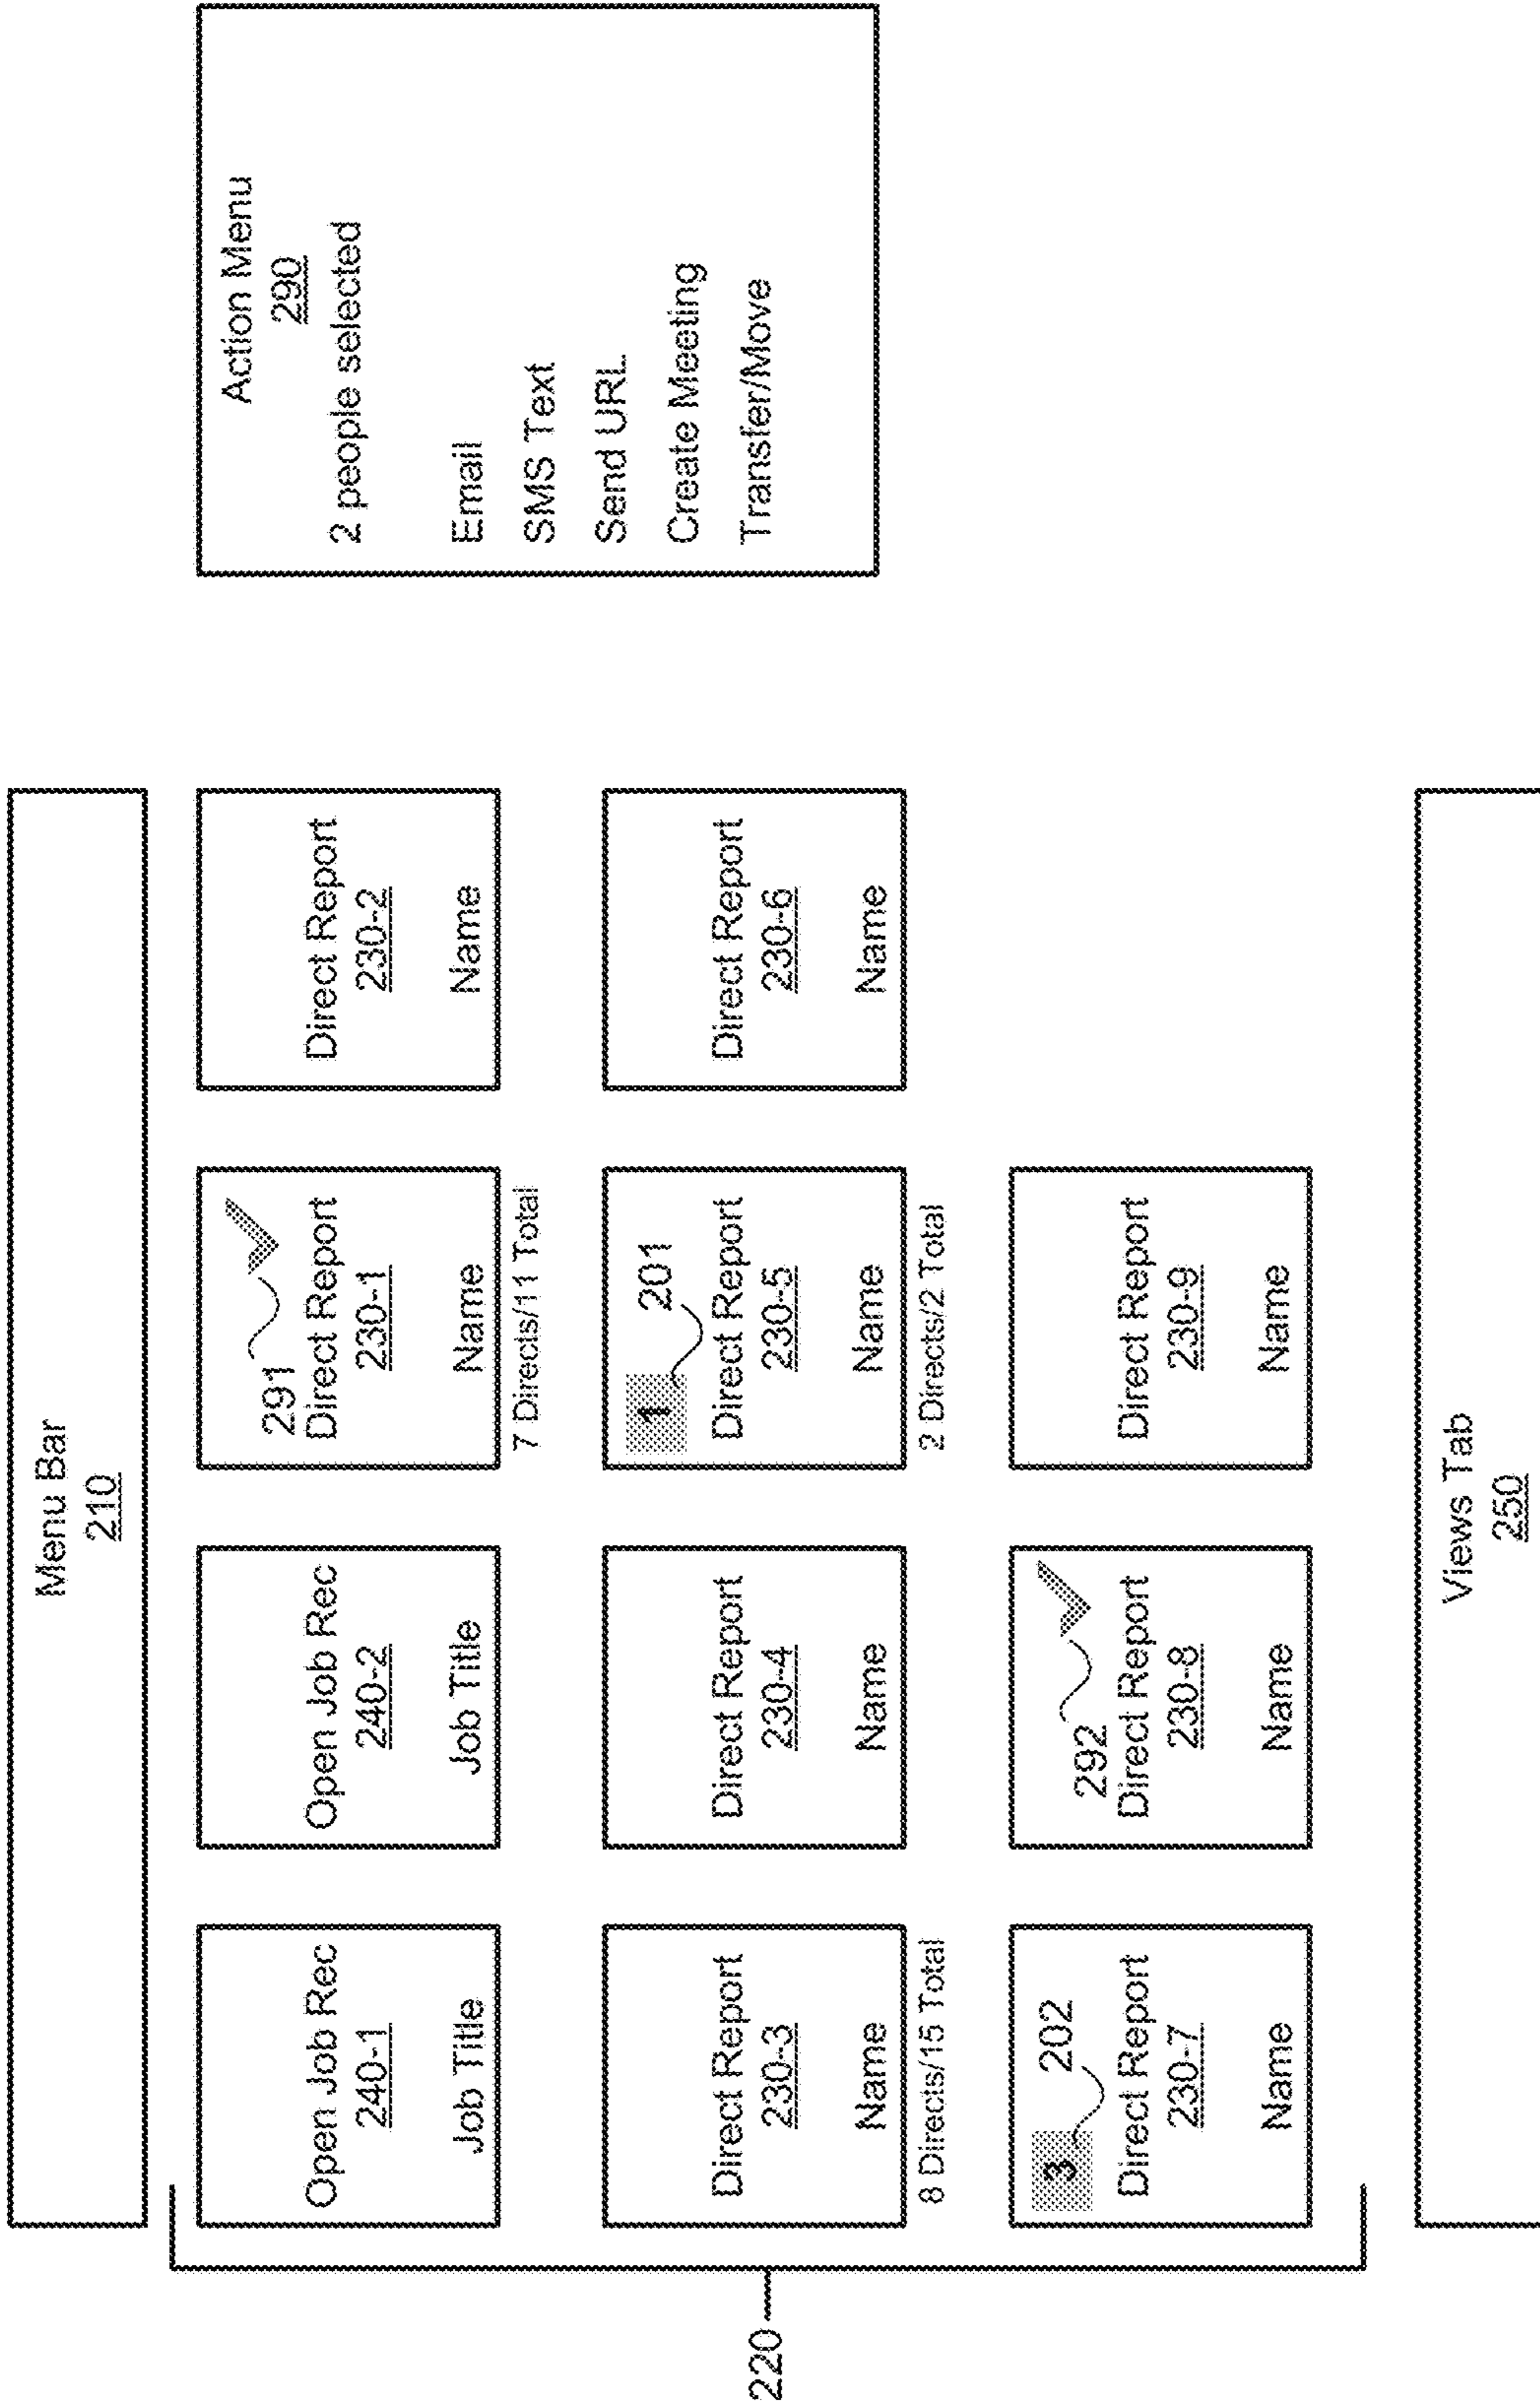 Menu Bar
210
Open Job Rec
240-1
Job Title
Open Job Rec
240-2
Job Title
291
Direct Report
230-1
Name
7 Directs/11 Total
Direct Report
230-2
Name
Action Menu
290
2 people selected
Email
SMS Text
Send URL
Create Meeting
Transfer/Move
220
Direct Report
230-3
Name
8 Directs/15 Total
Direct Report
230-4
Name
1
201
Direct Report
230-5
Name
2 Directs/2 Total
Direct Report
230-6
Name
3
202
Direct Report
230-7
Name
292
Direct Report
230-8
Name
Direct Report
230-9
Name
Views Tab
250